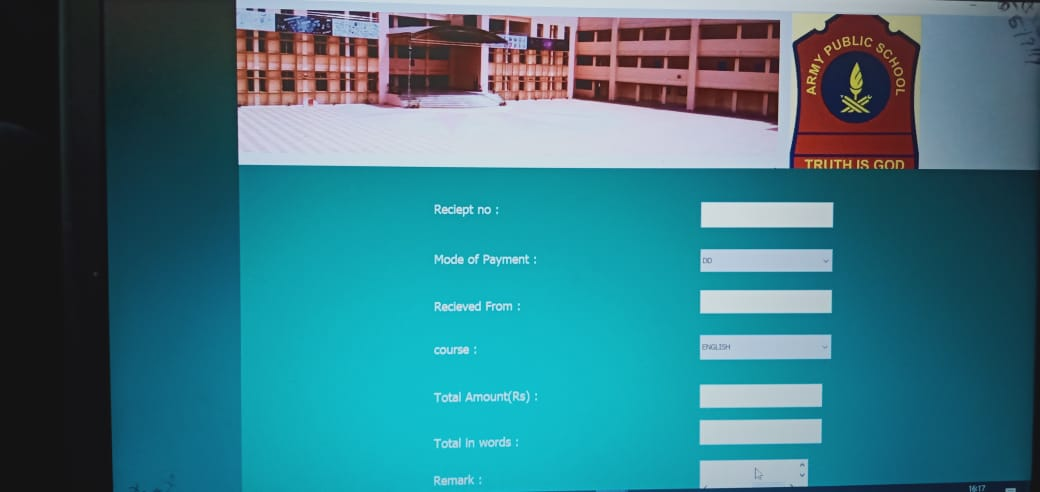 ARMY PUBLIC SCHOOL
TRUTH IS GOD
Reciept no :
Mode of Payment :
DD
Recieved From :
course :
ENGLISH
Total Amount(Rs) :
Total in words :
Remark :
16:17